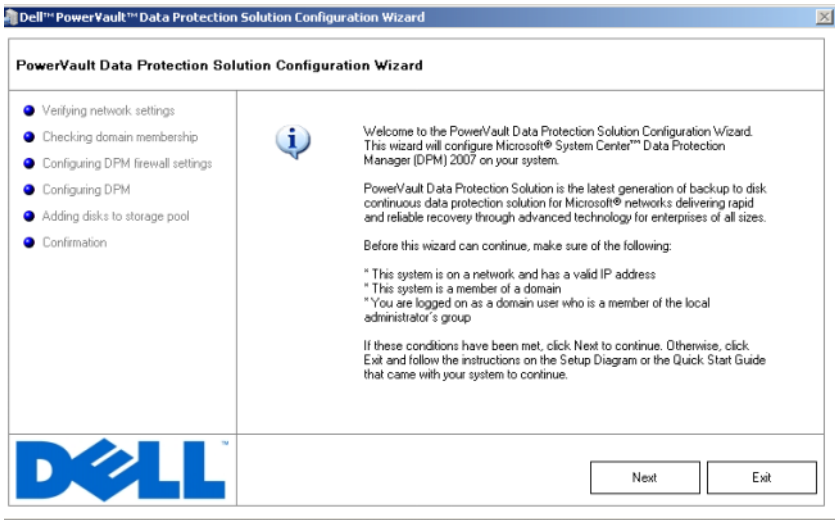 Dell™ PowerVault™ Data Protection Solution Configuration Wizard
PowerVault Data Protection Solution Configuration Wizard
Verifying network settings
Checking domain membership
Configuring DPM firewall settings
Configuring DPM
Adding disks to storage pool
Confirmation
Welcome to the PowerVault Data Protection Solution Configuration Wizard.
This wizard will configure Microsoft® System Center™ Data Protection
Manager (DPM) 2007 on your system.
PowerVault Data Protection Solution is the latest generation of backup to disk
continuous data protection solution for Microsoft® networks delivering rapid
and reliable recovery through advanced technology for enterprises of all sizes.
Before this wizard can continue, make sure of the following:
* This system is on a network and has a valid IP address
* This system is a member of a domain
* You are logged on as a domain user who is a member of the local
administrator's group
If these conditions have been met, click Next to continue. Otherwise, click
Exit and follow the instructions on the Setup Diagram or the Quick Start Guide
that came with your system to continue.
DELL™
Next
Exit